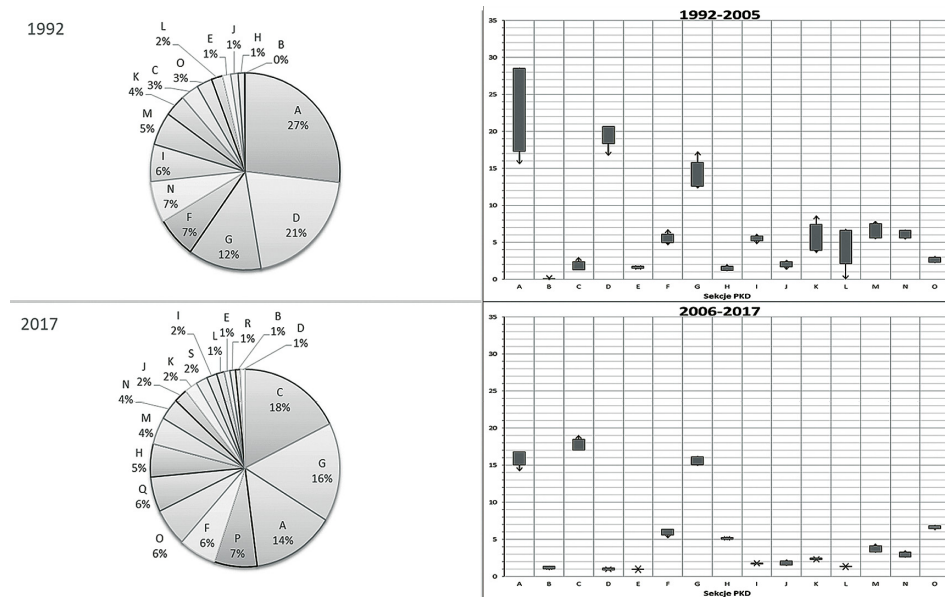 1992
A
27%
D
21%
G
12%
F
7%
N
7%
I
6%
M
5%
K
4%
C
3%
O
3%
L
2%
E
1%
J
1%
H
1%
B
0%
1992-2005
35
30
25
20
15
10
5
0
A B C D E F G H I J K L M N O
Sekcje PKD
2017
C
18%
G
16%
A
14%
P
7%
F
6%
O
6%
Q
6%
H
5%
M
4%
N
4%
J
2%
K
2%
S
2%
I
2%
L
1%
E
1%
R
1%
B
1%
D
1%
2006-2017
35
30
25
20
15
10
5
0
A B C D E F G H I J K L M N O
Sekcje PKD